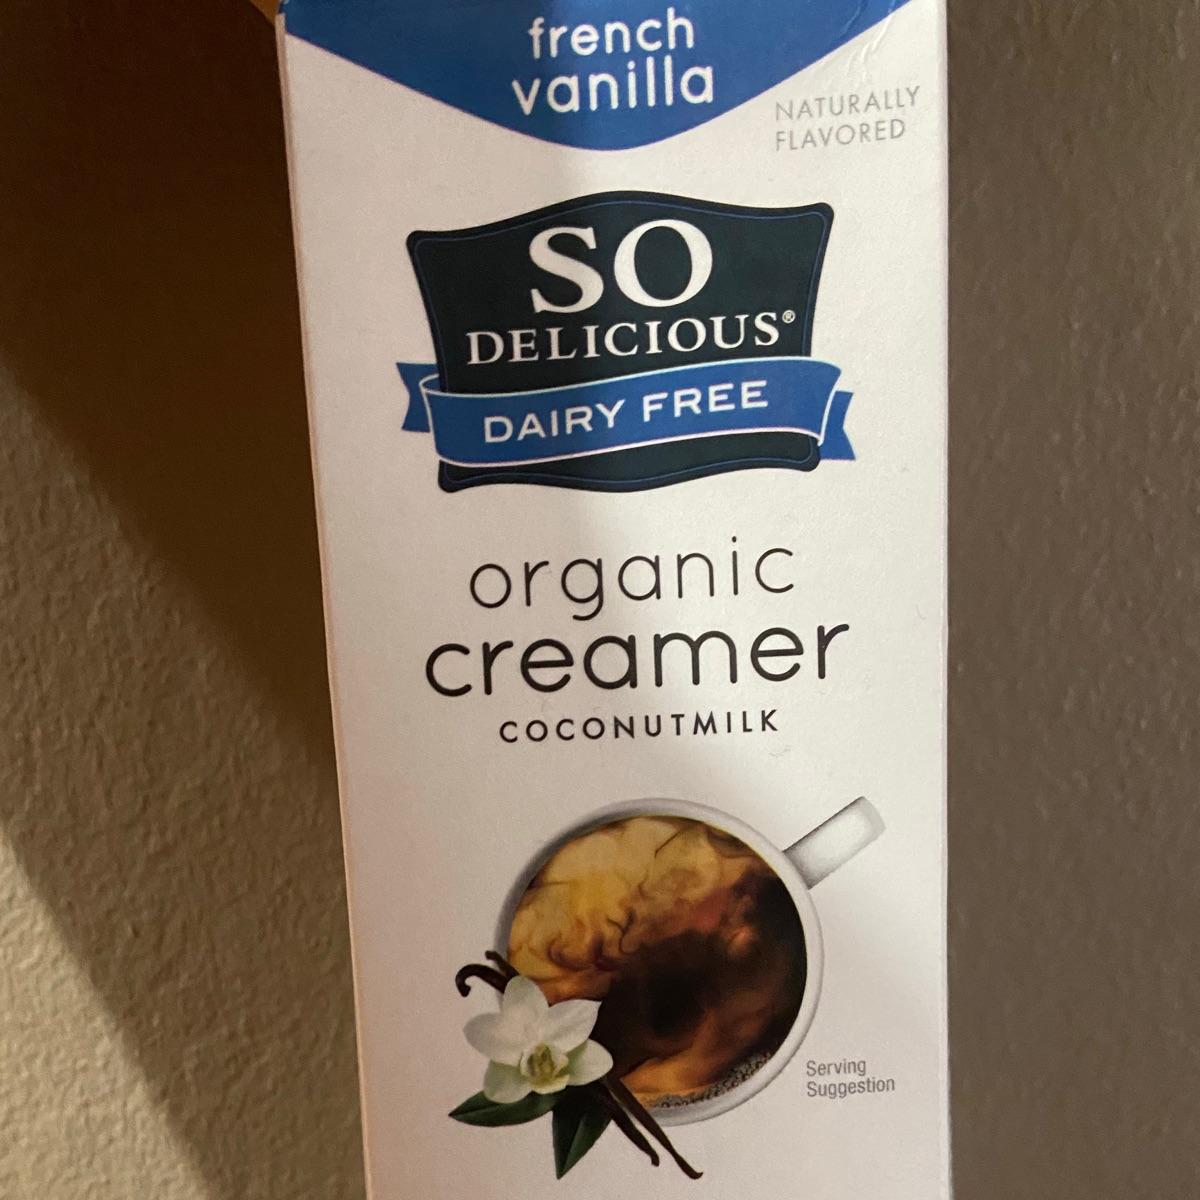 french
vanilla
NATURALLY
FLAVORED
SO
DELICIOUS®
DAIRY FREE
organic
creamer
COCONUTMILK
Serving
Suggestion